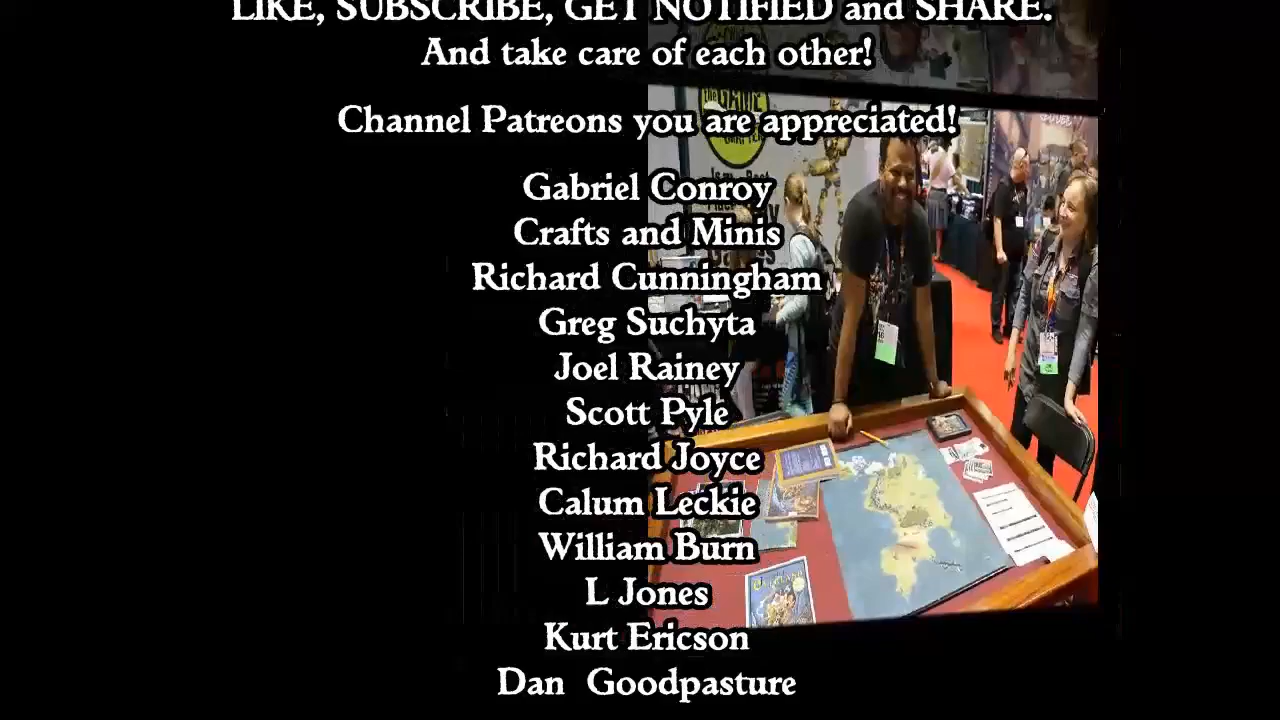 LIKE, SUBSCRIBE, GET NOTIFIED and SHARE.
And take care of each other!
Channel Patreons you are appreciated!
Gabriel Conroy
Crafts and Minis
Richard Cunningham
Greg Suchyta
Joel Rainey
Scott Pyle
Richard Joyce
Calum Leckie
William Burn
L Jones
Kurt Ericson
Dan Goodpasture